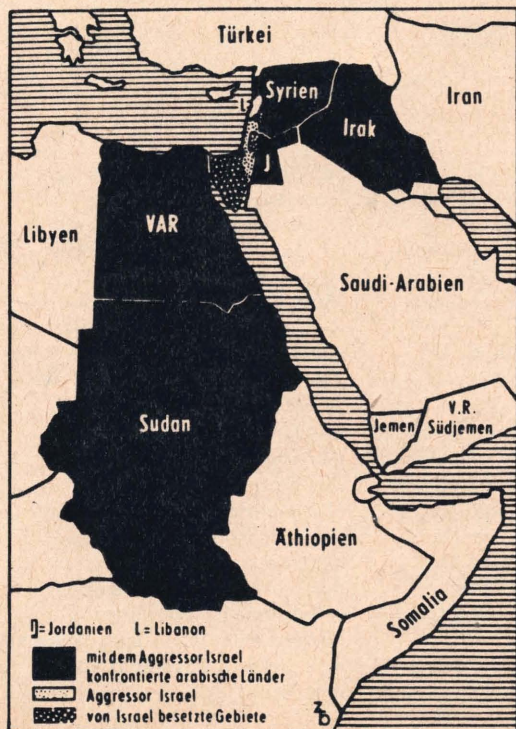 Türkei
Syrien
Iran
L
Irak
J
Libyen
VAR
Saudi-Arabien
Jemen
V.R.
Südjemen
Sudan
Äthiopien
Somalia
J=Jordanien L=Libanon
mit dem Aggressor Israel
konfrontierte arabische Länder
Aggressor Israel
von Israel besetzte Gebiete